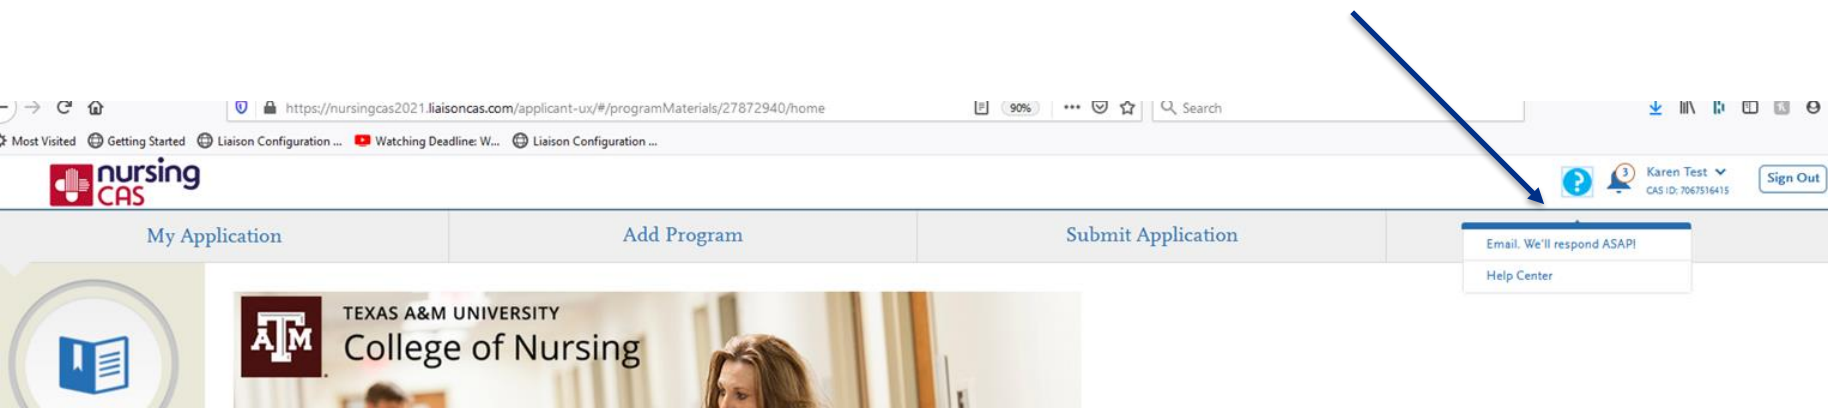 https://nursingcas2021.liaisoncas.com/applicant-ux/#/programMaterials/27872940/home
90%
Search
Most Visited
Getting Started
Liaison Configuration ...
Watching Deadline: W...
Liaison Configuration ...
nursing
CAS
3
Karen Test
CAS ID: 7067516415
Sign Out
My Application
Add Program
Submit Application
Email. We'll respond ASAP!
Help Center
ATM
TEXAS A&M UNIVERSITY
College of Nursing